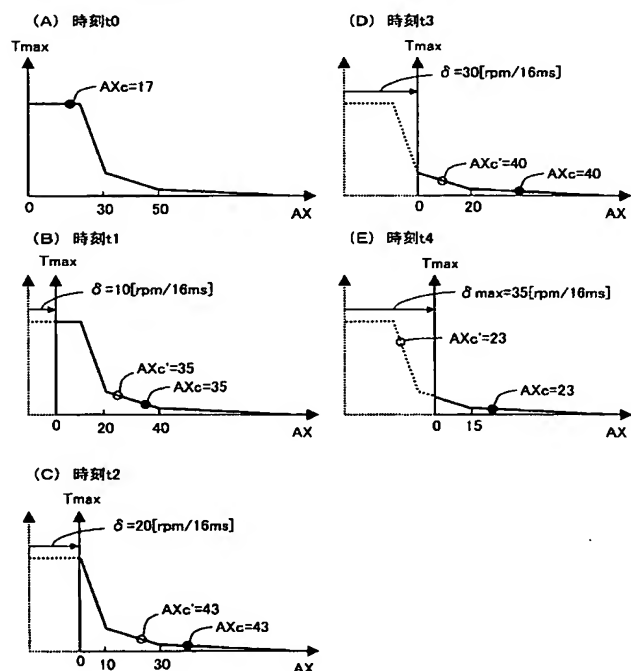 (A) 時刻t0
Tmax
AXc=17
0 30 50
AX
(B) 時刻t1
Tmax
δ=10[rpm/16ms]
AXc'=35
AXc=35
0 20 40
AX
(C) 時刻t2
Tmax
δ=20[rpm/16ms]
AXc'=43
AXc=43
0 10 30
AX
(D) 時刻t3
Tmax
δ=30[rpm/16ms]
AXc'=40
AXc=40
0 20
AX
(E) 時刻t4
Tmax
δmax=35[rpm/16ms]
AXc'=23
AXc=23
0 15
AX